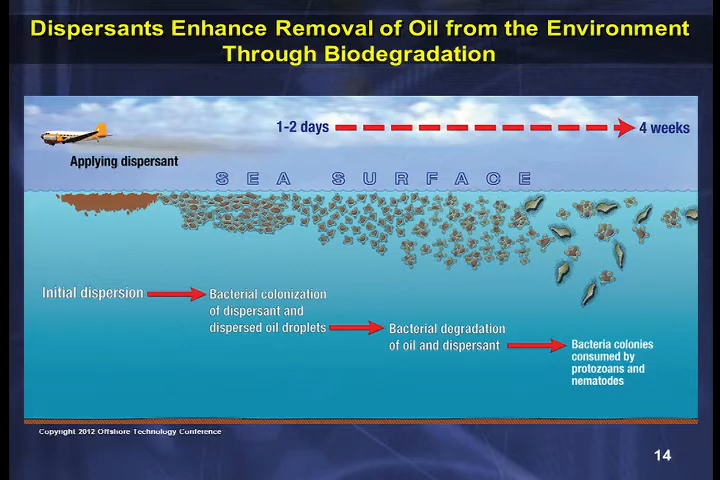 Dispersants Enhance Removal of Oil from the Environment
Through Biodegradation
1-2 days
4 weeks
Applying dispersant
SEA SURFACE
Initial dispersion
Bacterial colonization
of dispersant and
dispersed oil droplets
Bacterial degradation
of oil and dispersant
Bacteria colonies
consumed by
protozoans and
nematodes
Copyright 2012 Offshore Technology Conference
14